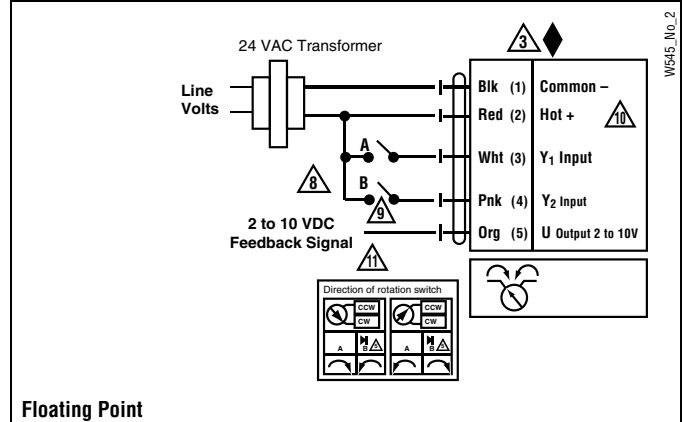 W545_No_2
24 VAC Transformer
3
Line
Volts
Blk (1) Common –
Red (2) Hot +
10
A
Wht (3) Y1 Input
8
B
Pnk (4) Y2 Input
9
2 to 10 VDC
Feedback Signal
Org (5) U Output 2 to 10V
11
Direction of rotation switch
CCW CCW
CW CW
A B 5 A B 5
Floating Point